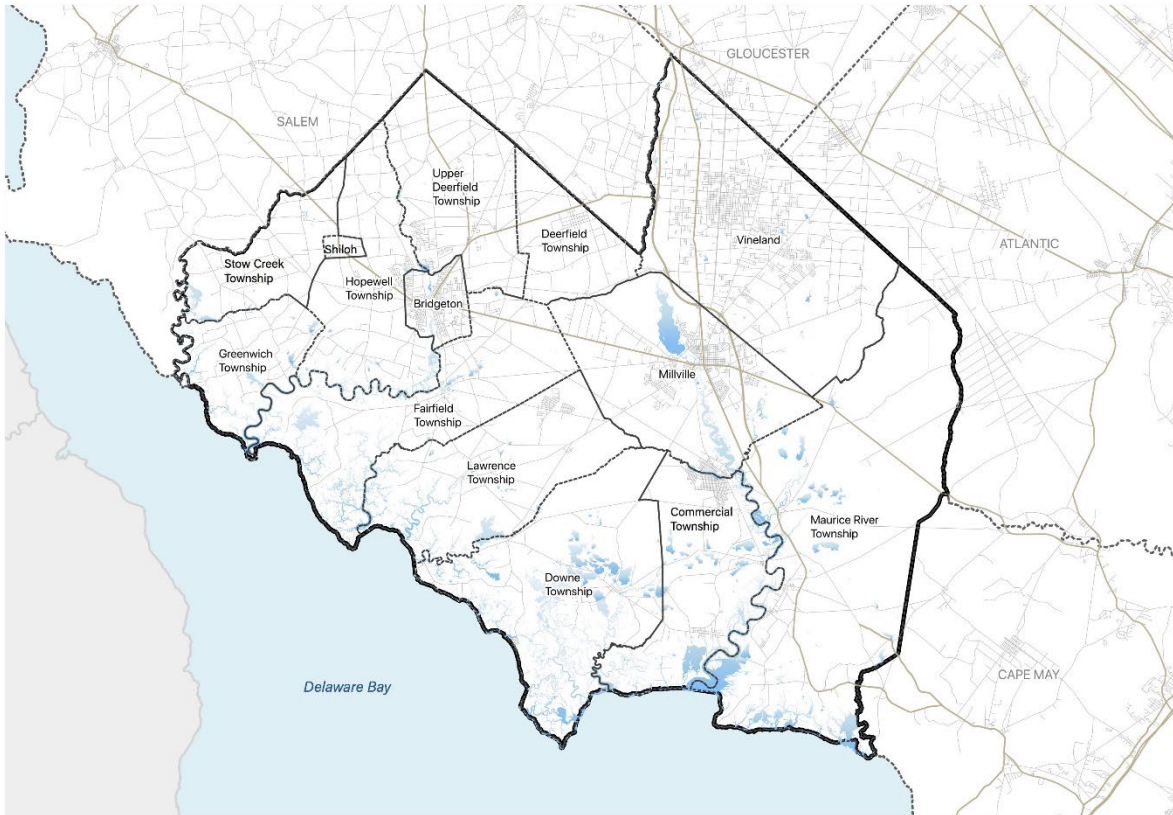 GLOUCESTER
SALEM
Upper
Deerfield
Township
Deerfield
Township
Vineland
ATLANTIC
Shiloh
Stow Creek
Township
Hopewell
Township
Bridgeton
Greenwich
Township
Millville
Fairfield
Township
Lawrence
Township
Commercial
Township
Maurice River
Township
Downe
Township
Delaware Bay
CAPE MAY